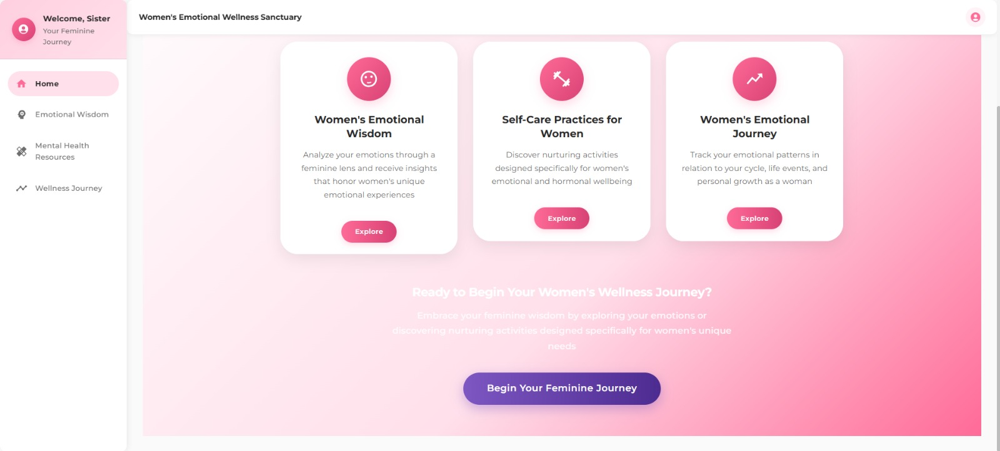 Welcome, Sister
Your Feminine
Journey
Home
Emotional Wisdom
Mental Health
Resources
Wellness Journey
Women's Emotional Wellness Sanctuary
Women's Emotional
Wisdom
Analyze your emotions through a
feminine lens and receive insights
that honor women's unique
emotional experiences
Explore
Self-Care Practices for
Women
Discover nurturing activities
designed specifically for women's
emotional and hormonal wellbeing
Explore
Women's Emotional
Journey
Track your emotional patterns in
relation to your cycle, life events, and
personal growth as a woman
Explore
Ready to Begin Your Women's Wellness Journey?
Embrace your feminine wisdom by exploring your emotions or
discovering nurturing activities designed specifically for women's unique
needs
Begin Your Feminine Journey